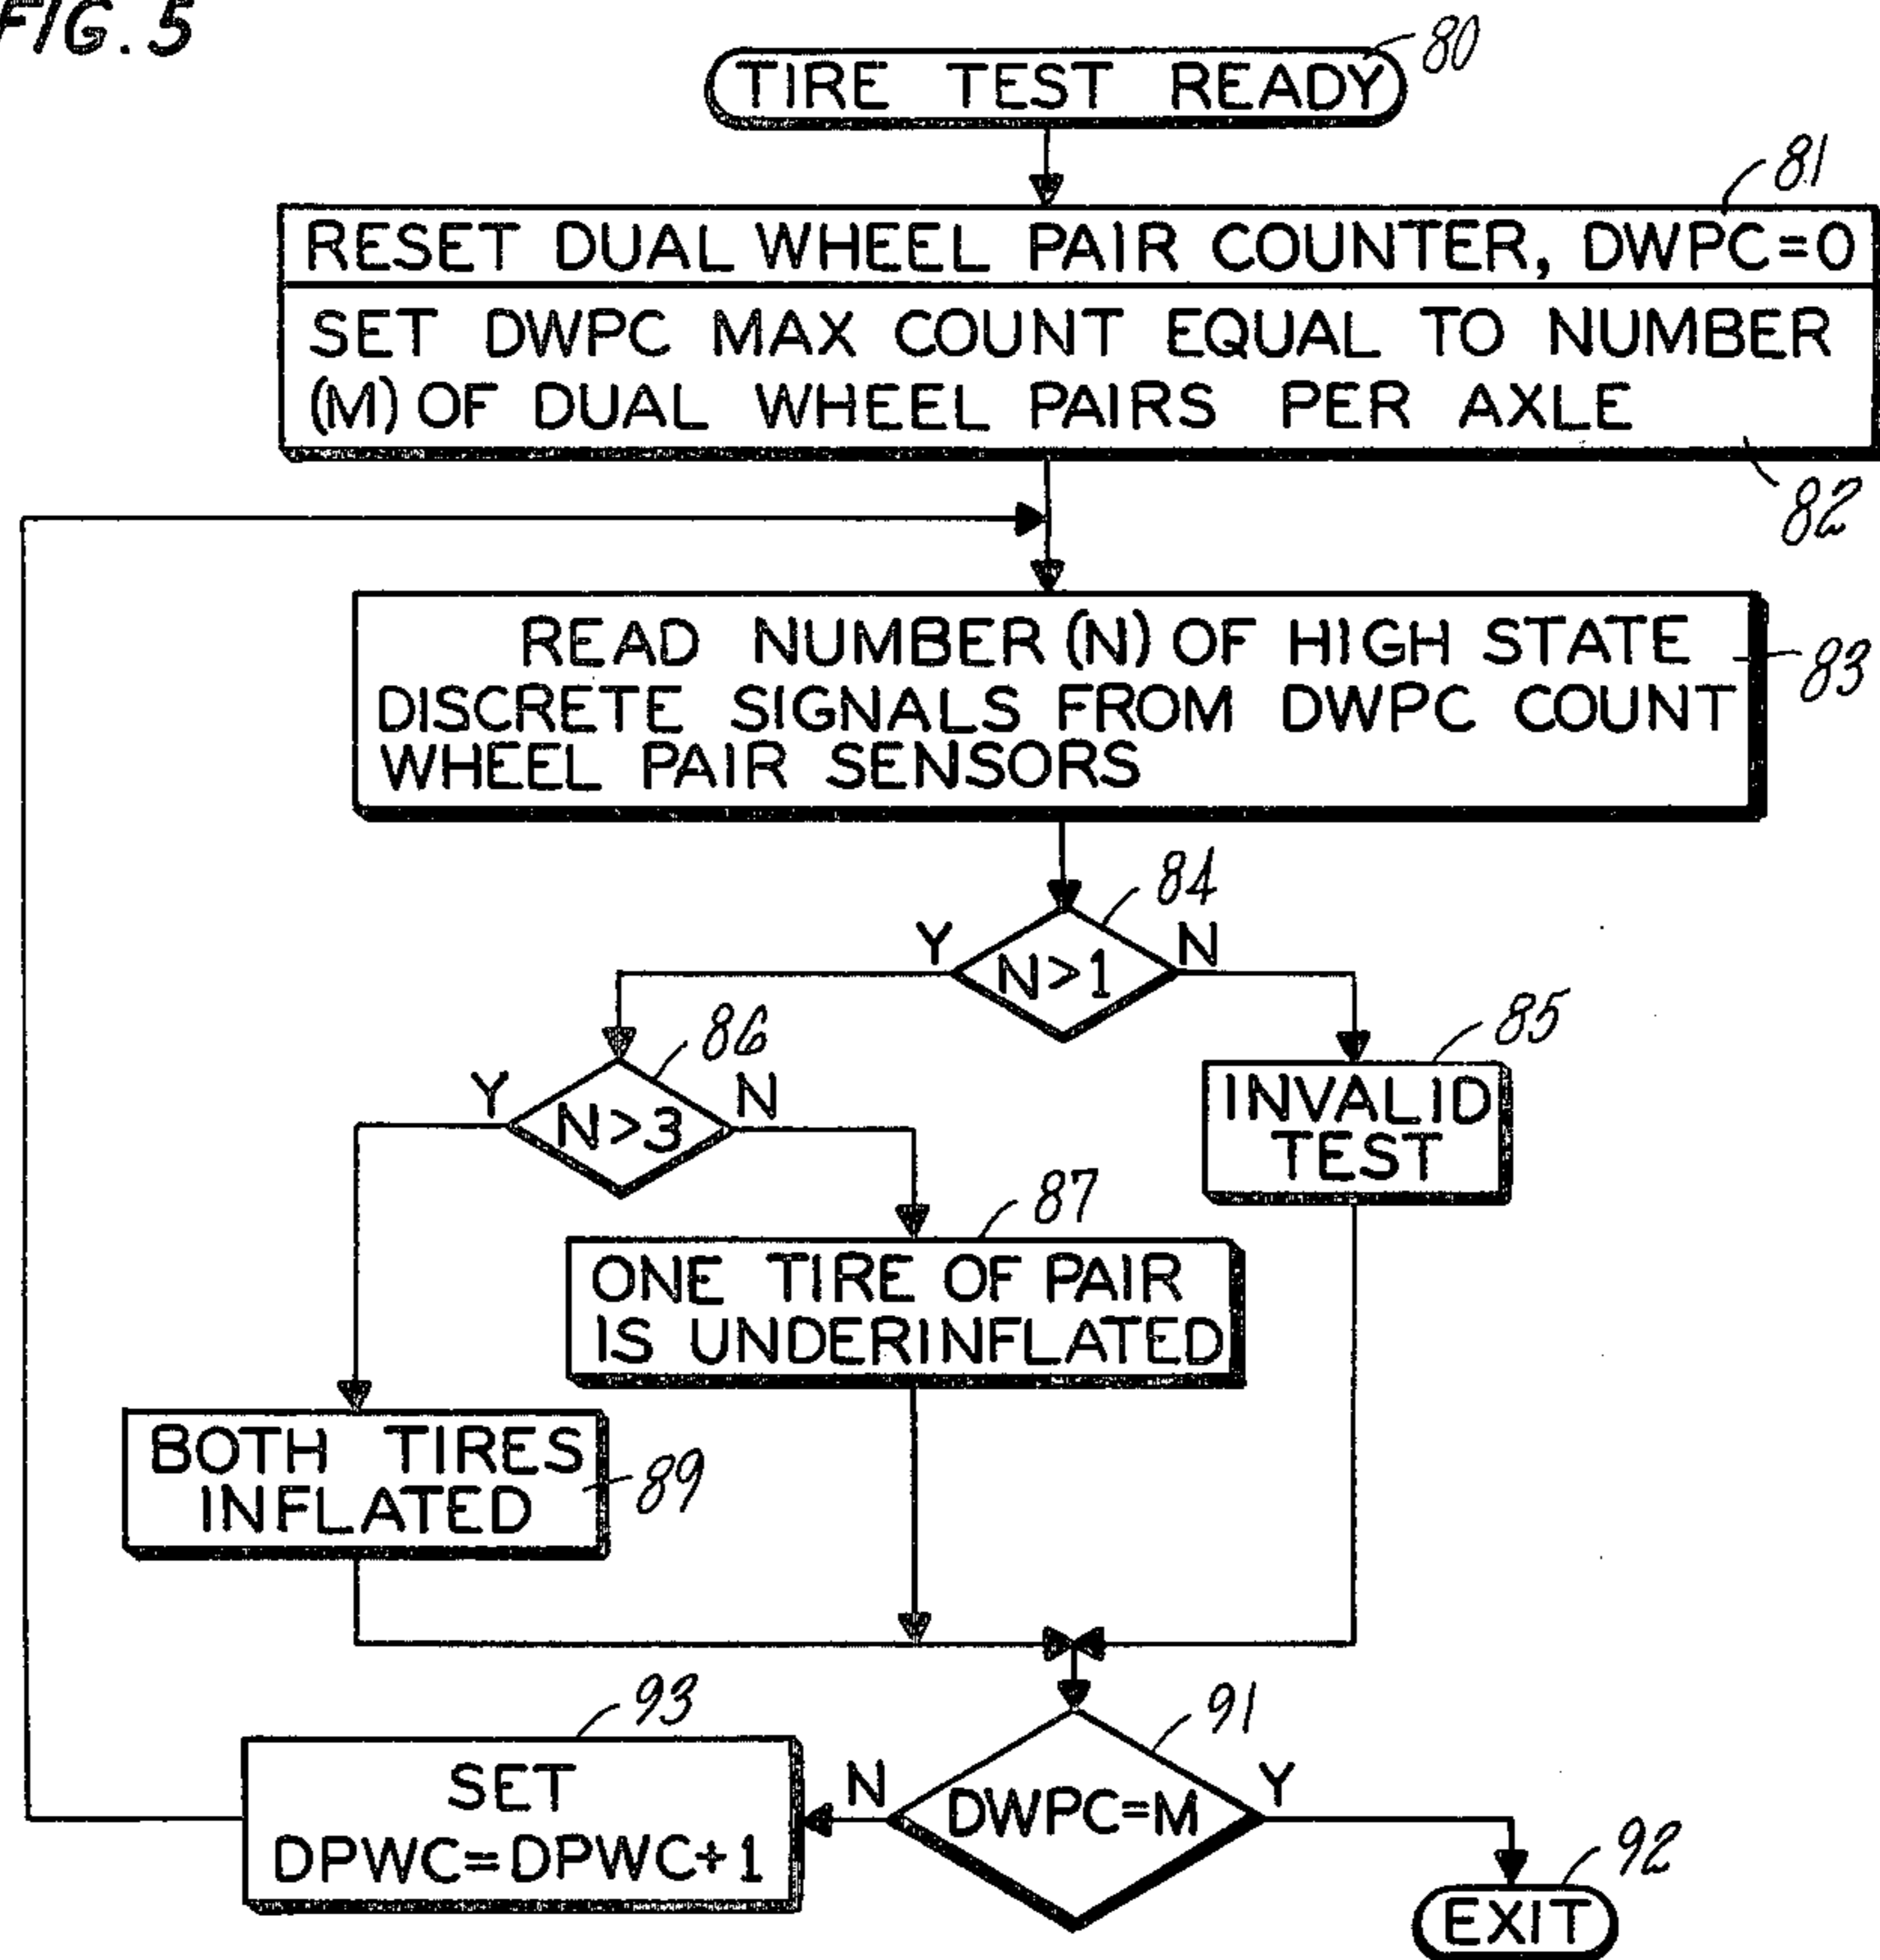 FIG. 5
TIRE TEST READY
80
81
RESET DUAL WHEEL PAIR COUNTER, DWPC=0
SET DWPC MAX COUNT EQUAL TO NUMBER
(M) OF DUAL WHEEL PAIRS PER AXLE
82
READ NUMBER (N) OF HIGH STATE
DISCRETE SIGNALS FROM DWPC COUNT
WHEEL PAIR SENSORS
83
84
Y
N>1
N
86
85
Y
N>3
N
INVALID
TEST
87
ONE TIRE OF PAIR
IS UNDERINFLATED
BOTH TIRES
INFLATED
89
93
91
SET
DPWC=DPWC+1
N
DWPC=M
Y
92
EXIT